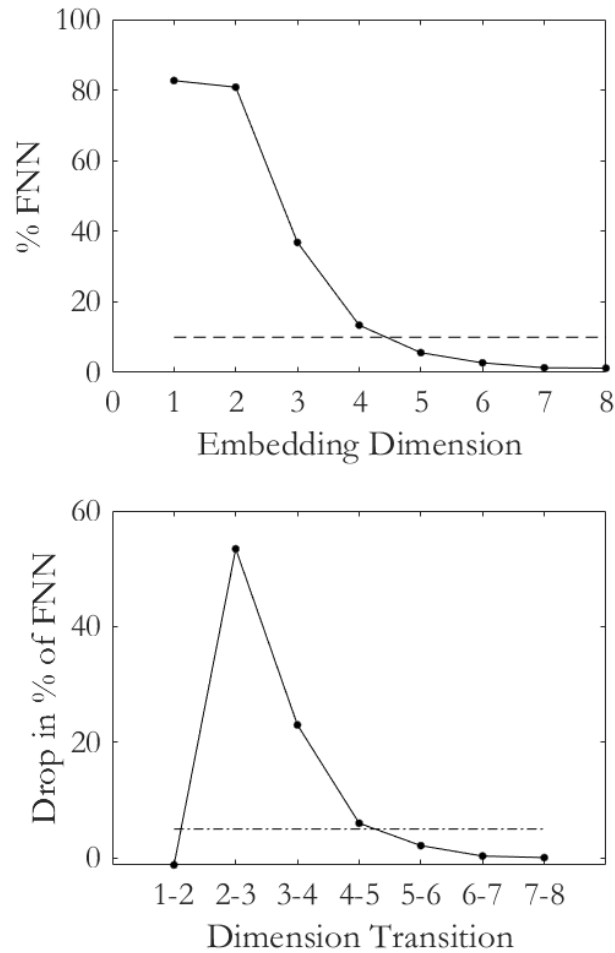 100
80
60
40
20
0
% FNN
0 1 2 3 4 5 6 7 8
Embedding Dimension
60
40
20
0
Drop in % of FNN
1-2 2-3 3-4 4-5 5-6 6-7 7-8
Dimension Transition